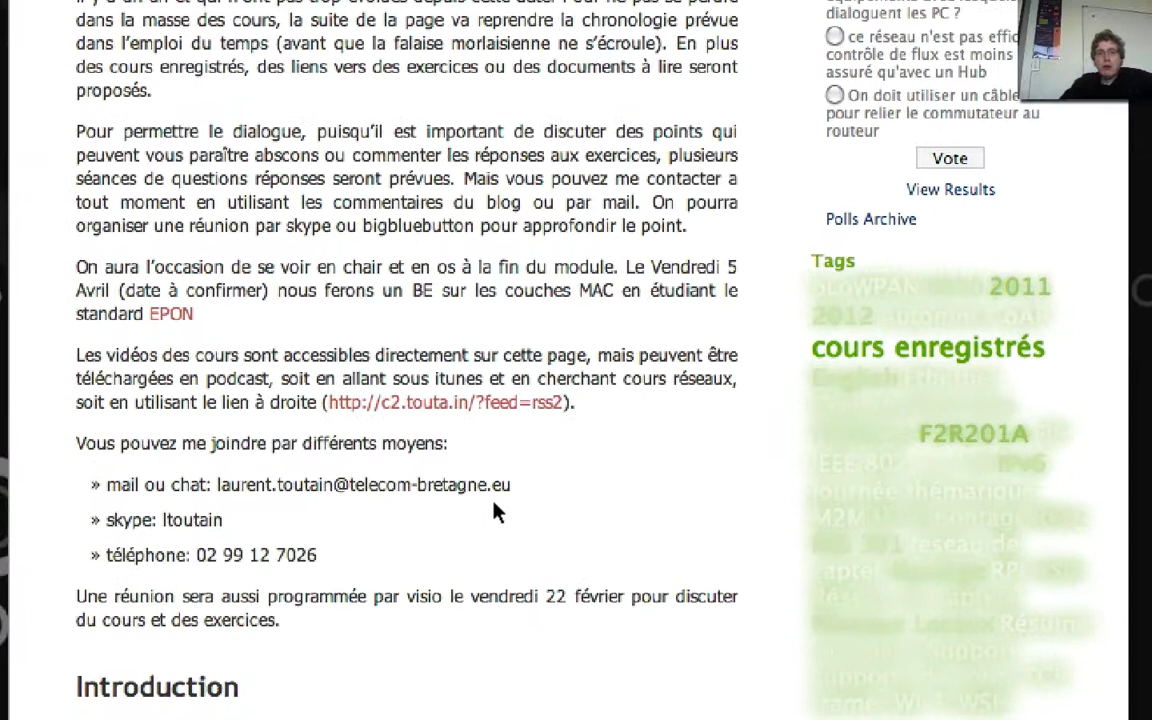 dans la masse des cours, la suite de la page va reprendre la chronologie prévue
dans l'emploi du temps (avant que la falaise morlaisienne ne s'écroule). En plus
des cours enregistrés, des liens vers des exercices ou des documents à lire seront
proposés.
Pour permettre le dialogue, puisqu'il est important de discuter des points qui
peuvent vous paraître abscons ou commenter les réponses aux exercices, plusieurs
séances de questions réponses seront prévues. Mais vous pouvez me contacter a
tout moment en utilisant les commentaires du blog ou par mail. On pourra
organiser une réunion par skype ou bigbluebutton pour approfondir le point.
On aura l'occasion de se voir en chair et en os à la fin du module. Le Vendredi 5
Avril (date à confirmer) nous ferons un BE sur les couches MAC en étudiant le
standard EPON
Les vidéos des cours sont accessibles directement sur cette page, mais peuvent être
téléchargées en podcast, soit en allant sous itunes et en cherchant cours réseaux,
soit en utilisant le lien à droite (http://c2.touta.in/?feed=rss2).
Vous pouvez me joindre par différents moyens:
» mail ou chat: laurent.toutain@telecom-bretagne.eu
» skype: ltoutain
» téléphone: 02 99 12 7026
Une réunion sera aussi programmée par visio le vendredi 22 février pour discuter
du cours et des exercices.
Introduction
dialoguent les PC ?
ce réseau n'est pas effic
contrôle de flux est moins
assuré qu'avec un Hub
On doit utiliser un câble
pour relier le commutateur au
routeur
Vote
View Results
Polls Archive
Tags
2011
2012
cours enregistrés
English
F2R201A
IPv6